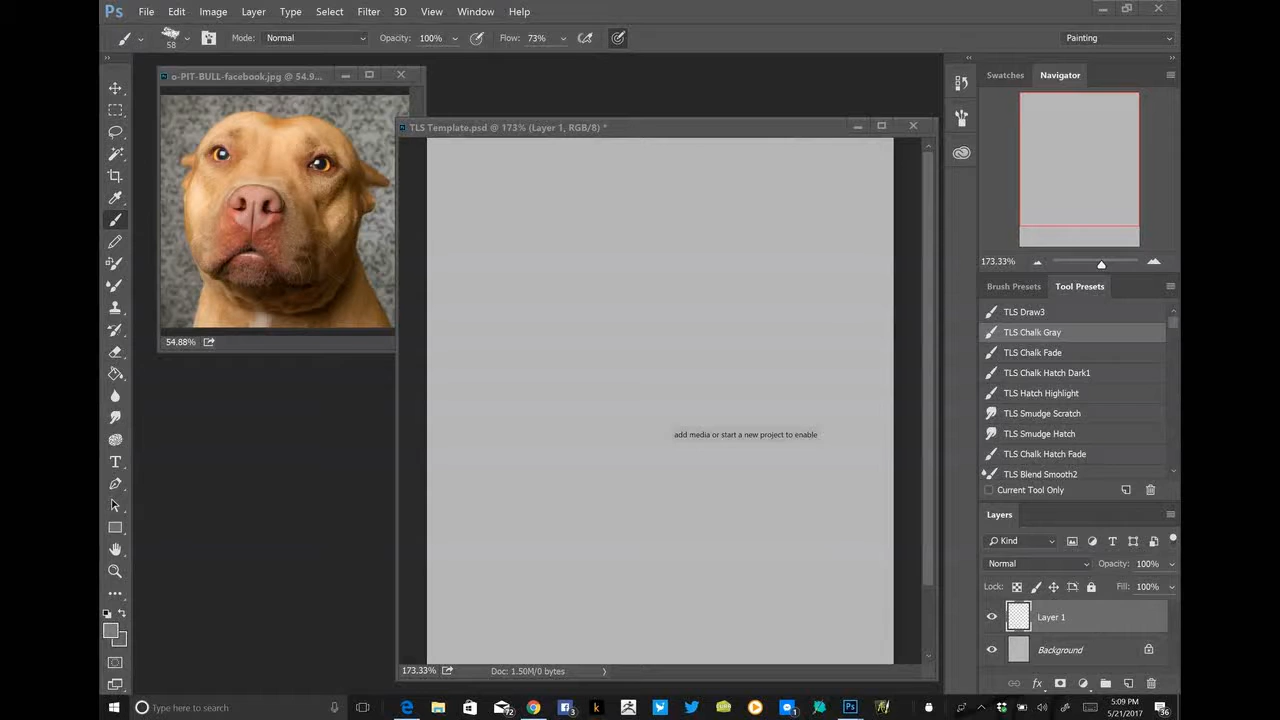 Ps File Edit Image Layer Type Select Filter 3D View Window Help
58 Mode: Normal Opacity: 100% Flow: 73% Painting
o-PIT-BULL-facebook.jpg @ 54.9...
54.88%
TLS Template.psd @ 173% (Layer 1, RGB/8) *
add media or start a new project to enable
173.33% Doc: 1.50M/0 bytes
Swatches Navigator
173.33%
Brush Presets Tool Presets
TLS Draw3
TLS Chalk Gray
TLS Chalk Fade
TLS Chalk Hatch Dark1
TLS Hatch Highlight
TLS Smudge Scratch
TLS Smudge Hatch
TLS Chalk Hatch Fade
TLS Blend Smooth2
Current Tool Only
Layers
Kind
Normal Opacity: 100%
Lock: Fill: 100%
Layer 1
Background
fx
Type here to search
72
3
1
5:09 PM
5/21/2017
36